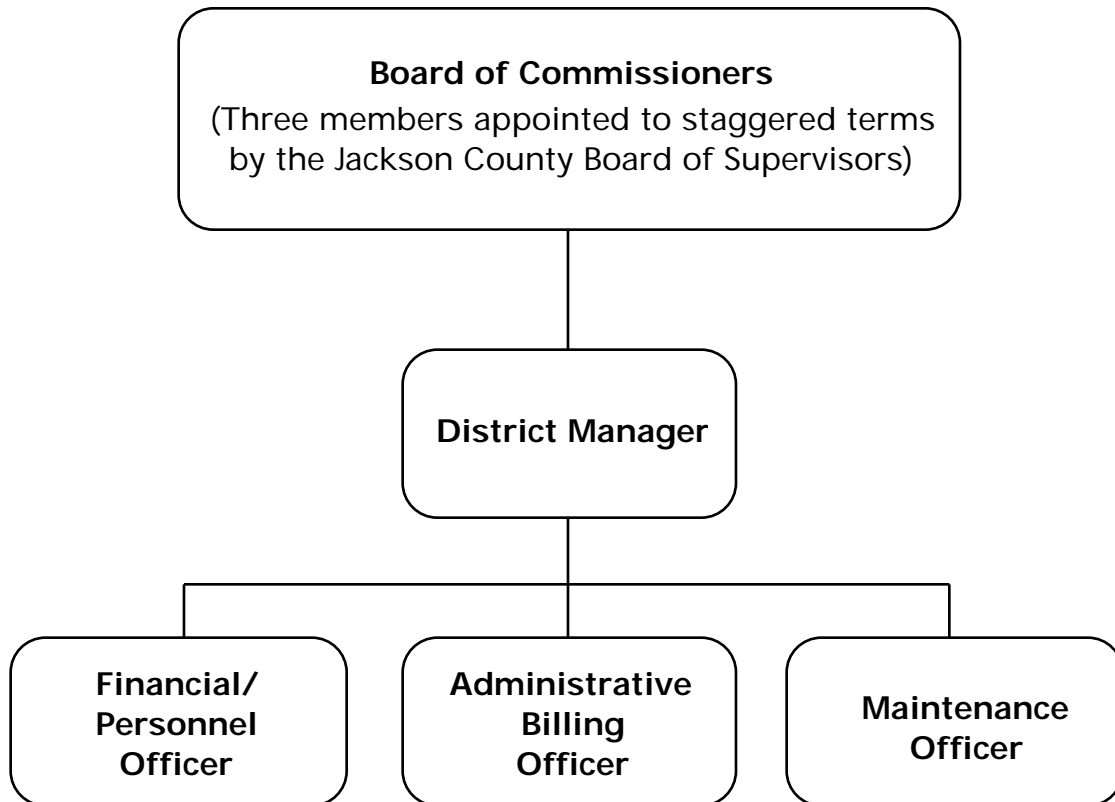 Board of Commissioners
(Three members appointed to staggered terms
by the Jackson County Board of Supervisors)
District Manager
Financial/
Personnel
Officer
Administrative
Billing
Officer
Maintenance
Officer